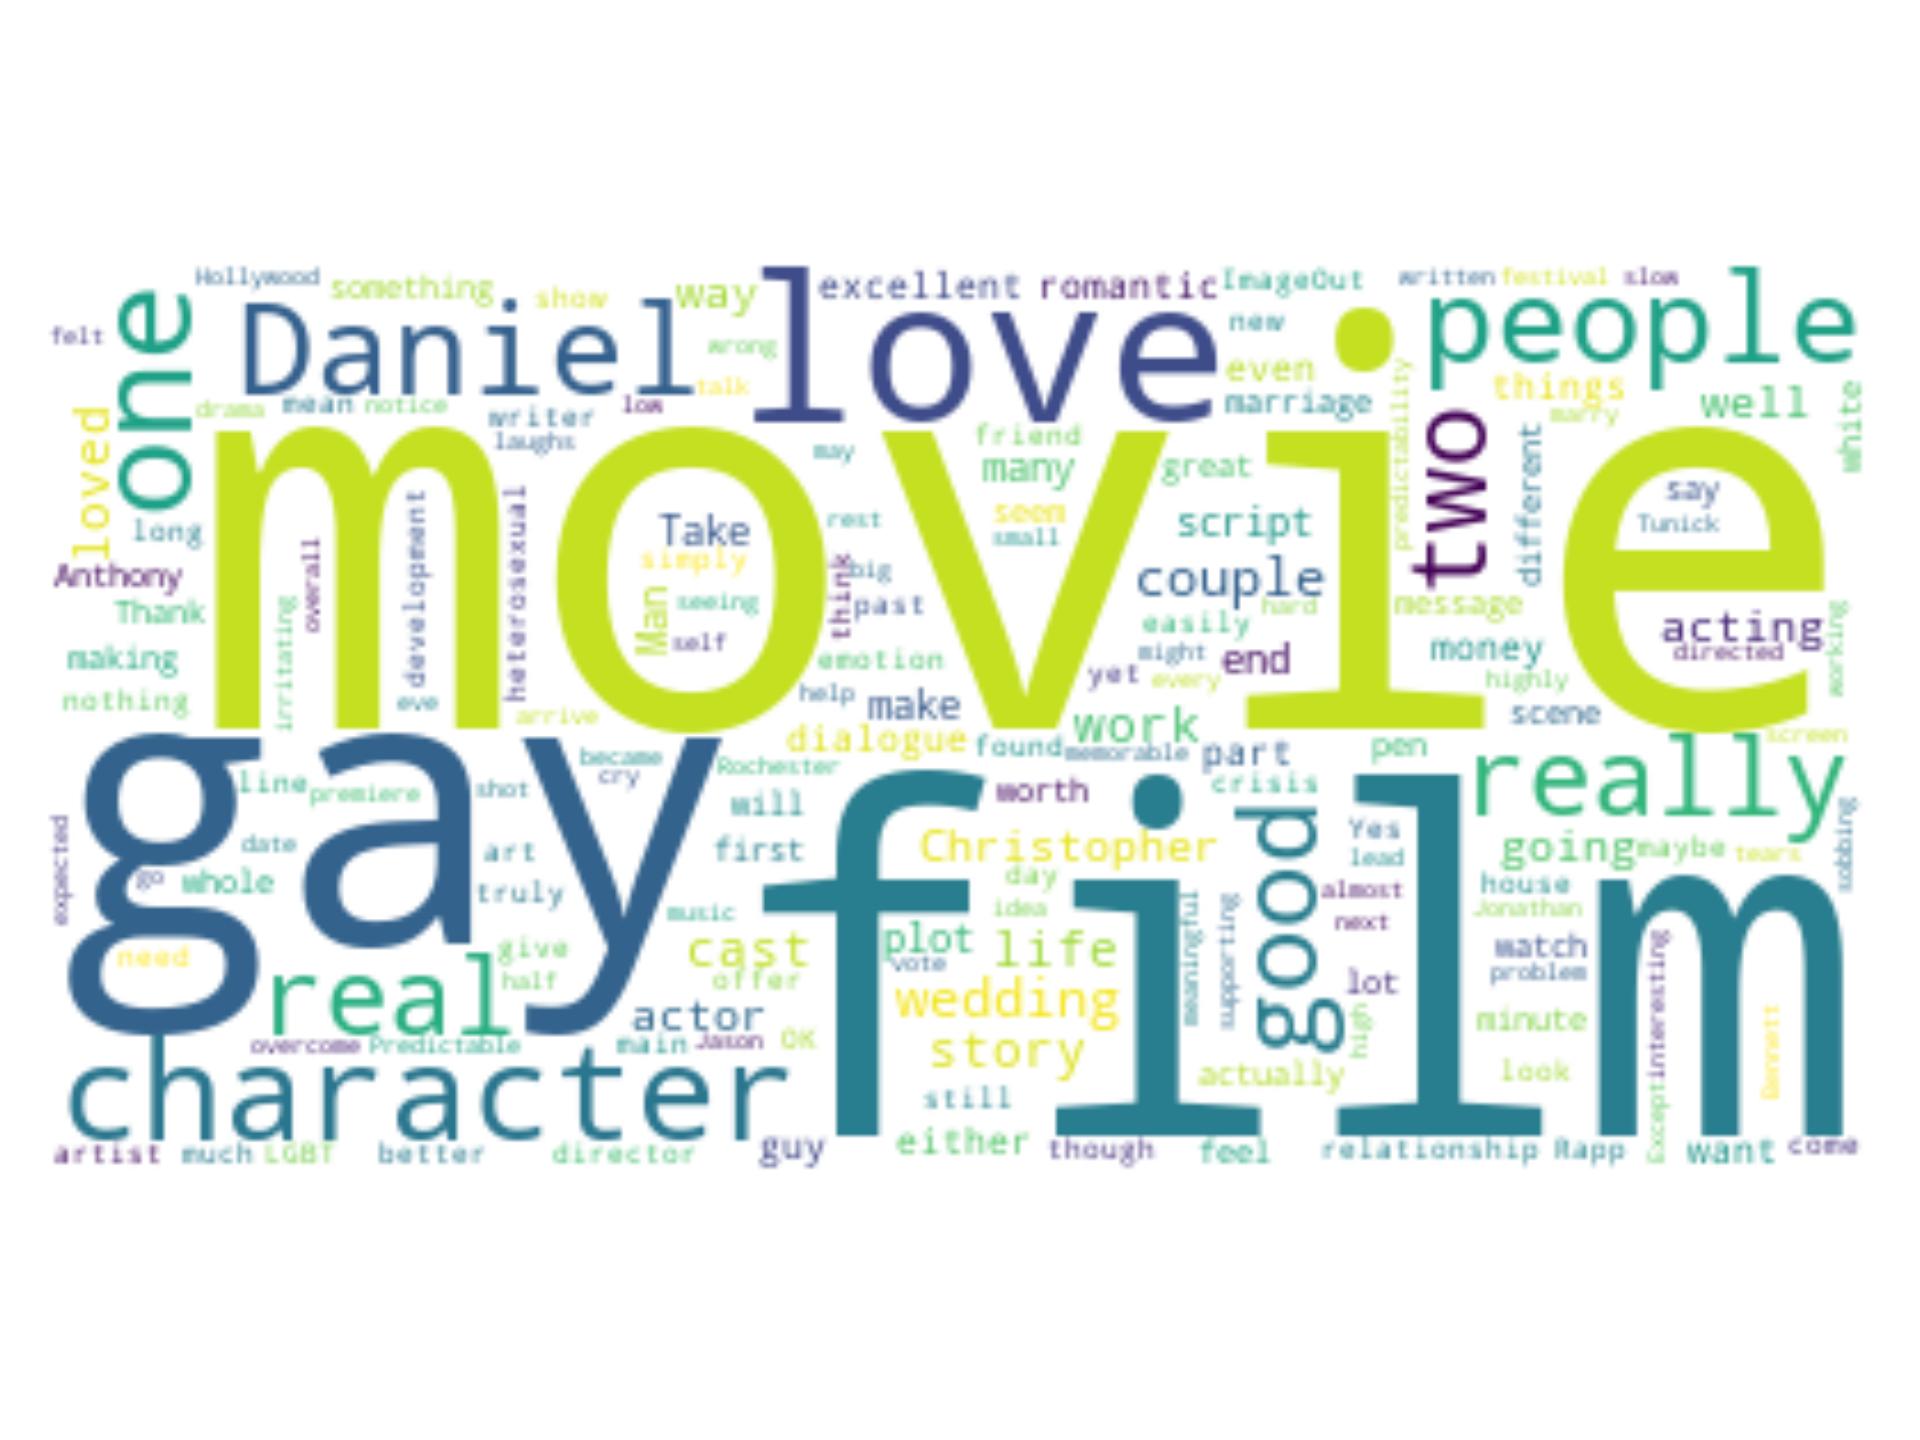 Hollywood something show way excellent romantic ImageOut written festival slow
felt one Daniel love new people
wrong even things
talk marriage marry well white
loved drama mean notice writer low laughs
movie two
may friend many great predictability different
long development heterosexual Take rest seem small script say Tunick
Anthony overall simply think big couple
Thank irritating Man seeing past hard message acting
making self emotion easily might end money directed working
nothing eve arrive help make yet every highly scene
gay dialogue found memorable work part pen screen
became cry Rochester really
line premiere shot will worth crisis
film
expected date art first Christopher good Yes going maybe tears sobbing
go whole truly day lead house
music idea almost Jonathan
need give cast plot life meaningful supporting next watch
real half offer vote lot problem
actor wedding high minute interesting
overcome Predictable main Jason OK story
character actually look Except Bennett
still
artist much LGBT better director guy either though feel relationship Rapp want come